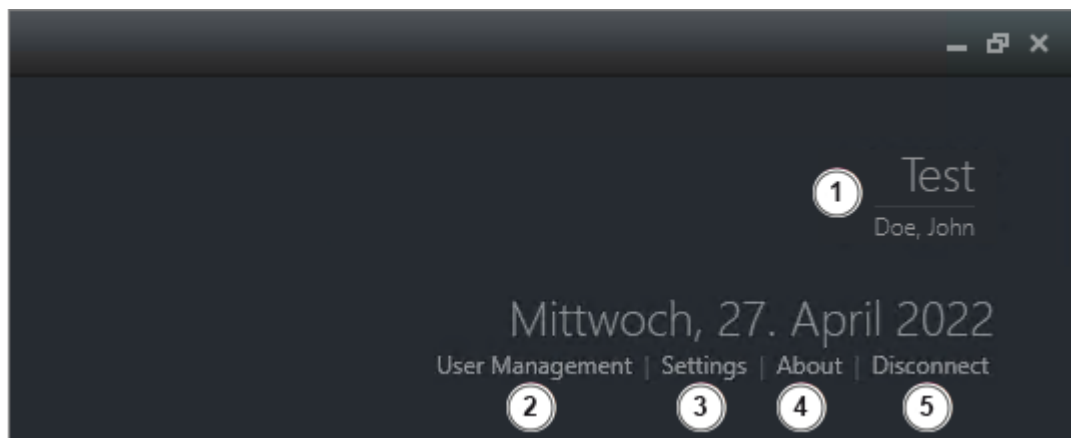 1 Test
Doe, John
Mittwoch, 27. April 2022
User Management | Settings | About | Disconnect
2 3 4 5